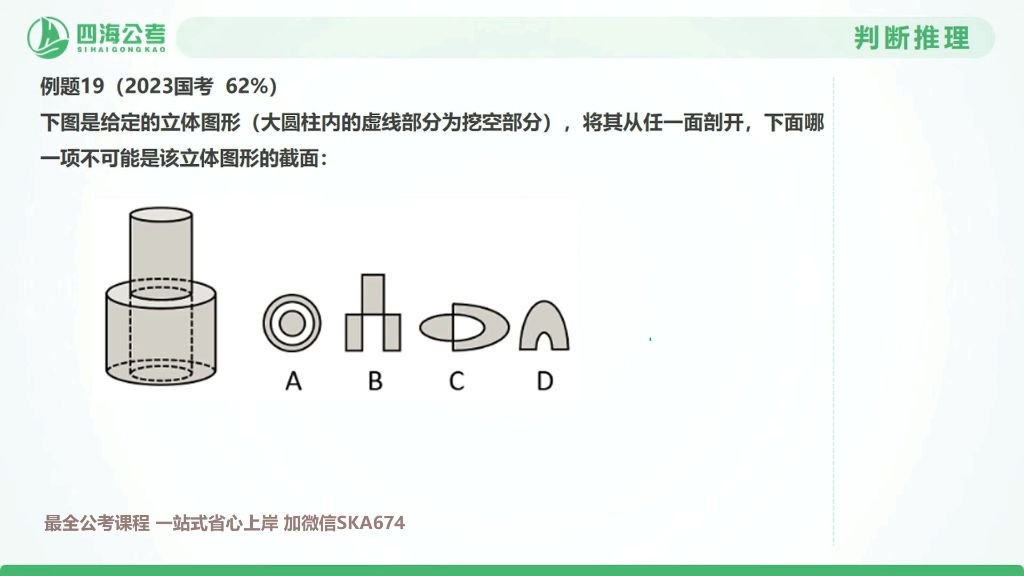 四海公考
SIHAIGONGKAO
判断推理
例题19（2023国考 62%）
下图是给定的立体图形（大圆柱内的虚线部分为挖空部分），将其从任一面剖开，下面哪
一项不可能是该立体图形的截面：
A B C D
最全公考课程 一站式省心上岸 加微信SKA674